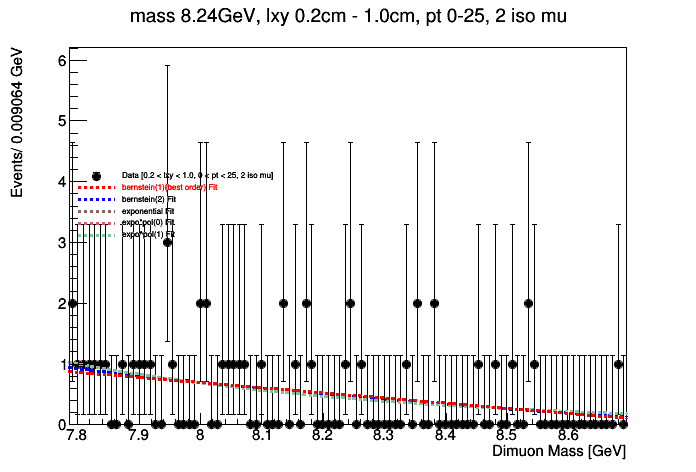 mass 8.24GeV, lxy 0.2cm - 1.0cm, pt 0-25, 2 iso mu
Events/ 0.009064 GeV
6
5
4
3
2
1
0
Data [0.2 < lxy < 1.0, 0 < pt < 25, 2 iso mu]
bernstein(1)(best order) Fit
bernstein(2) Fit
exponential Fit
expo*pol(0) Fit
expo*pol(1) Fit
7.8 7.9 8 8.1 8.2 8.3 8.4 8.5 8.6
Dimuon Mass [GeV]